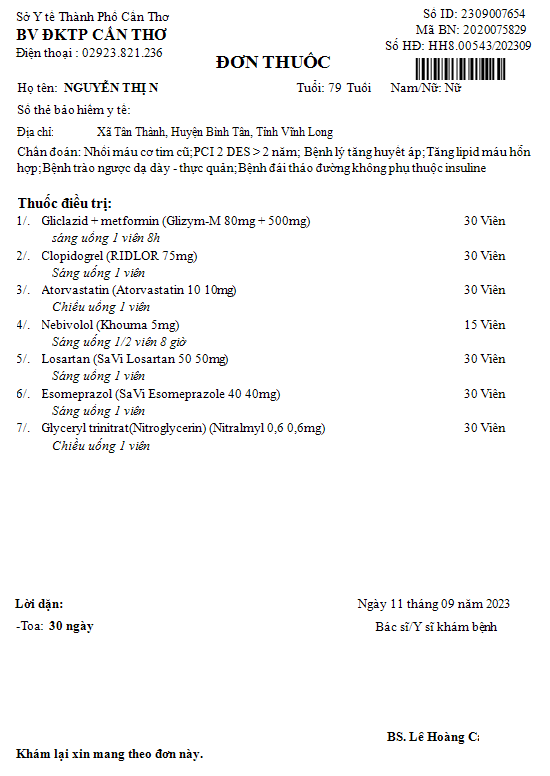 Sở Y tế Thành Phố Cần Thơ
BV ĐKTP CẦN THƠ
Điện thoại : 02923.821.236
Số ID: 2309007654
Mã BN: 2020075829
Số HĐ: HH8.00543/202309
ĐƠN THUỐC
Họ tên: NGUYỄN THỊ N
Tuổi: 79 Tuổi
Nam/Nữ: Nữ
Số thẻ bảo hiểm y tế:
Địa chỉ: Xã Tân Thành, Huyện Bình Tân, Tỉnh Vĩnh Long
Chẩn đoán: Nhồi máu cơ tim cũ;PCI 2 DES > 2 năm; Bệnh lý tăng huyết áp;Tăng lipid máu hỗn
hợp;Bệnh trào ngược dạ dày - thực quản;Bệnh đái tháo đường không phụ thuộc insuline
Thuốc điều trị:
1/. Gliclazid + metformin (Glizym-M 80mg + 500mg) 30 Viên
sáng uống 1 viên 8h
2/. Clopidogrel (RIDLOR 75mg) 30 Viên
Sáng uống 1 viên
3/. Atorvastatin (Atorvastatin 10 10mg) 30 Viên
Chiều uống 1 viên
4/. Nebivolol (Khouma 5mg) 15 Viên
Sáng uống 1/2 viên 8 giờ
5/. Losartan (SaVi Losartan 50 50mg) 30 Viên
Sáng uống 1 viên
6/. Esomeprazol (SaVi Esomeprazole 40 40mg) 30 Viên
Sáng uống 1 viên
7/. Glyceryl trinitrat(Nitroglycerin) (Nitralmyl 0,6 0,6mg) 30 Viên
Chiều uống 1 viên
Lời dặn:
-Toa: 30 ngày
Ngày 11 tháng 09 năm 2023
Bác sĩ/Y sĩ khám bệnh
BS. Lê Hoàng
Khám lại xin mang theo đơn này.